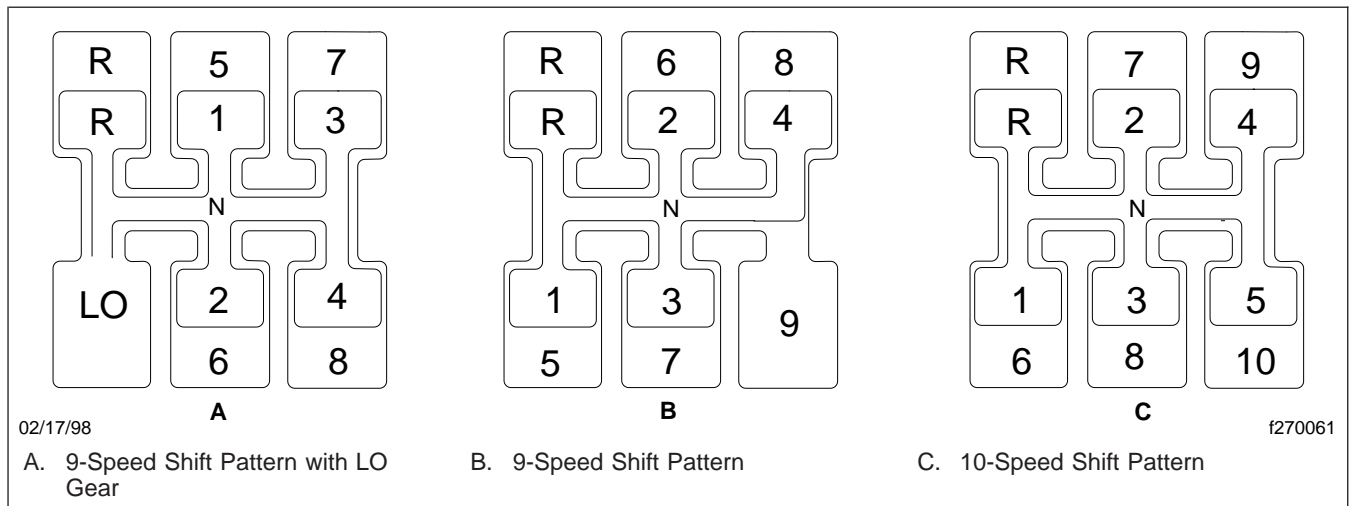 R 5 7 R 6 8 R 7 9
R 1 3 R 2 4 R 2 4
N N N
LO 2 4 1 3 9 1 3 5
6 8 5 7 6 8 10
A B C
02/17/98 f270061
A. 9-Speed Shift Pattern with LO Gear
B. 9-Speed Shift Pattern
C. 10-Speed Shift Pattern